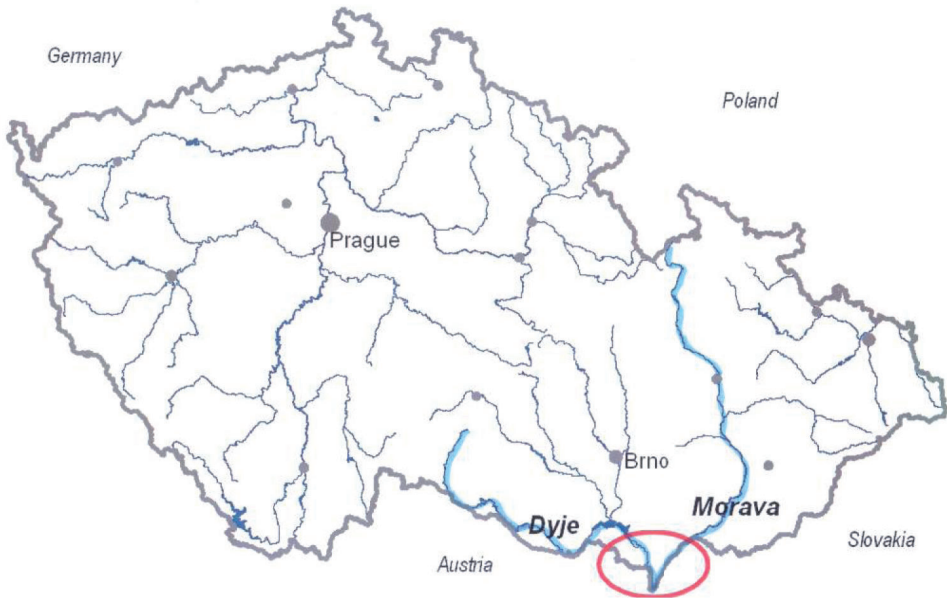 Germany
Poland
Prague
Brno
Morava
Dyje
Slovakia
Austria